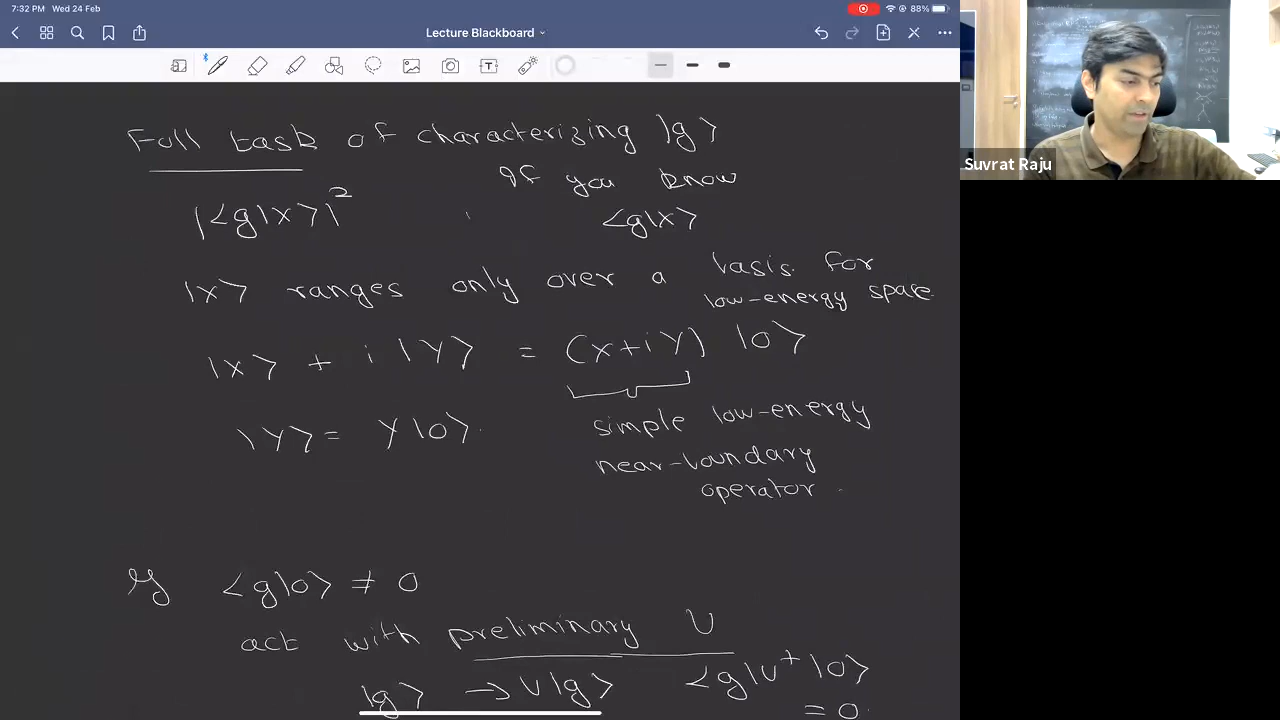 7:32 PM Wed 24 Feb
88%
Lecture Blackboard
T
Suvrat Raju
Full task of characterizing |g>
If you know
|<g|x>|²
<g|x>
|x> ranges only over a basis for
low-energy space.
|x> + i |Y> = (x+iY) |0>
simple low-energy
|Y> = Y|0>.
near-boundary
operator.
If <g|0> ≠ 0
act with preliminary U
|g> → U|g> <g|U† |0>
= 0.